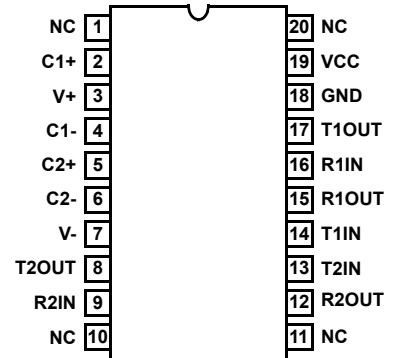 NC 1 20 NC
C1+ 2 19 VCC
V+ 3 18 GND
C1- 4 17 T1OUT
C2+ 5 16 R1IN
C2- 6 15 R1OUT
V- 7 14 T1IN
T2OUT 8 13 T2IN
R2IN 9 12 R2OUT
NC 10 11 NC